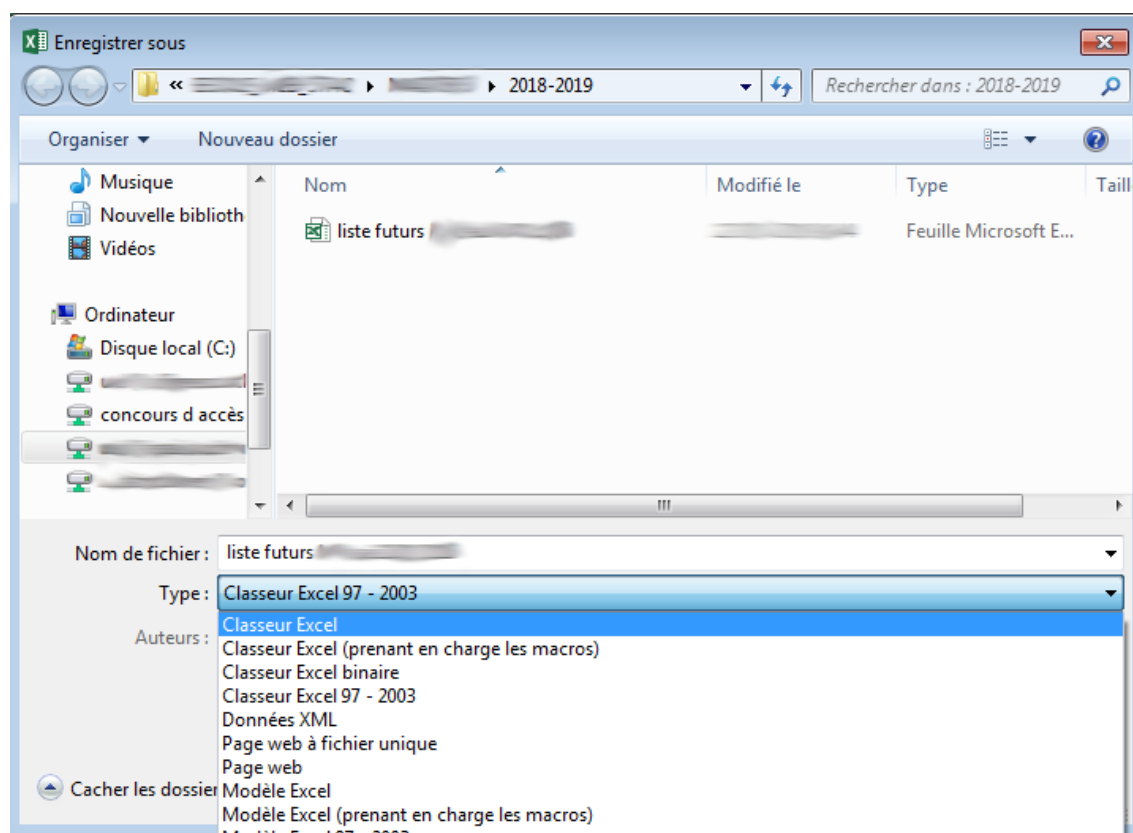 Enregistrer sous
« 2018-2019
Rechercher dans : 2018-2019
Organiser
Nouveau dossier
Musique
Nouvelle biblioth
Vidéos
Ordinateur
Disque local (C:)
concours d accès
Nom
Modifié le
Type
Taill
liste futurs
Feuille Microsoft E...
Nom de fichier :
liste futurs
Type :
Classeur Excel 97 - 2003
Auteurs :
Classeur Excel
Classeur Excel (prenant en charge les macros)
Classeur Excel binaire
Classeur Excel 97 - 2003
Données XML
Page web à fichier unique
Page web
Cacher les dossier
Modèle Excel
Modèle Excel (prenant en charge les macros)
Modèle Excel 97 - 2003